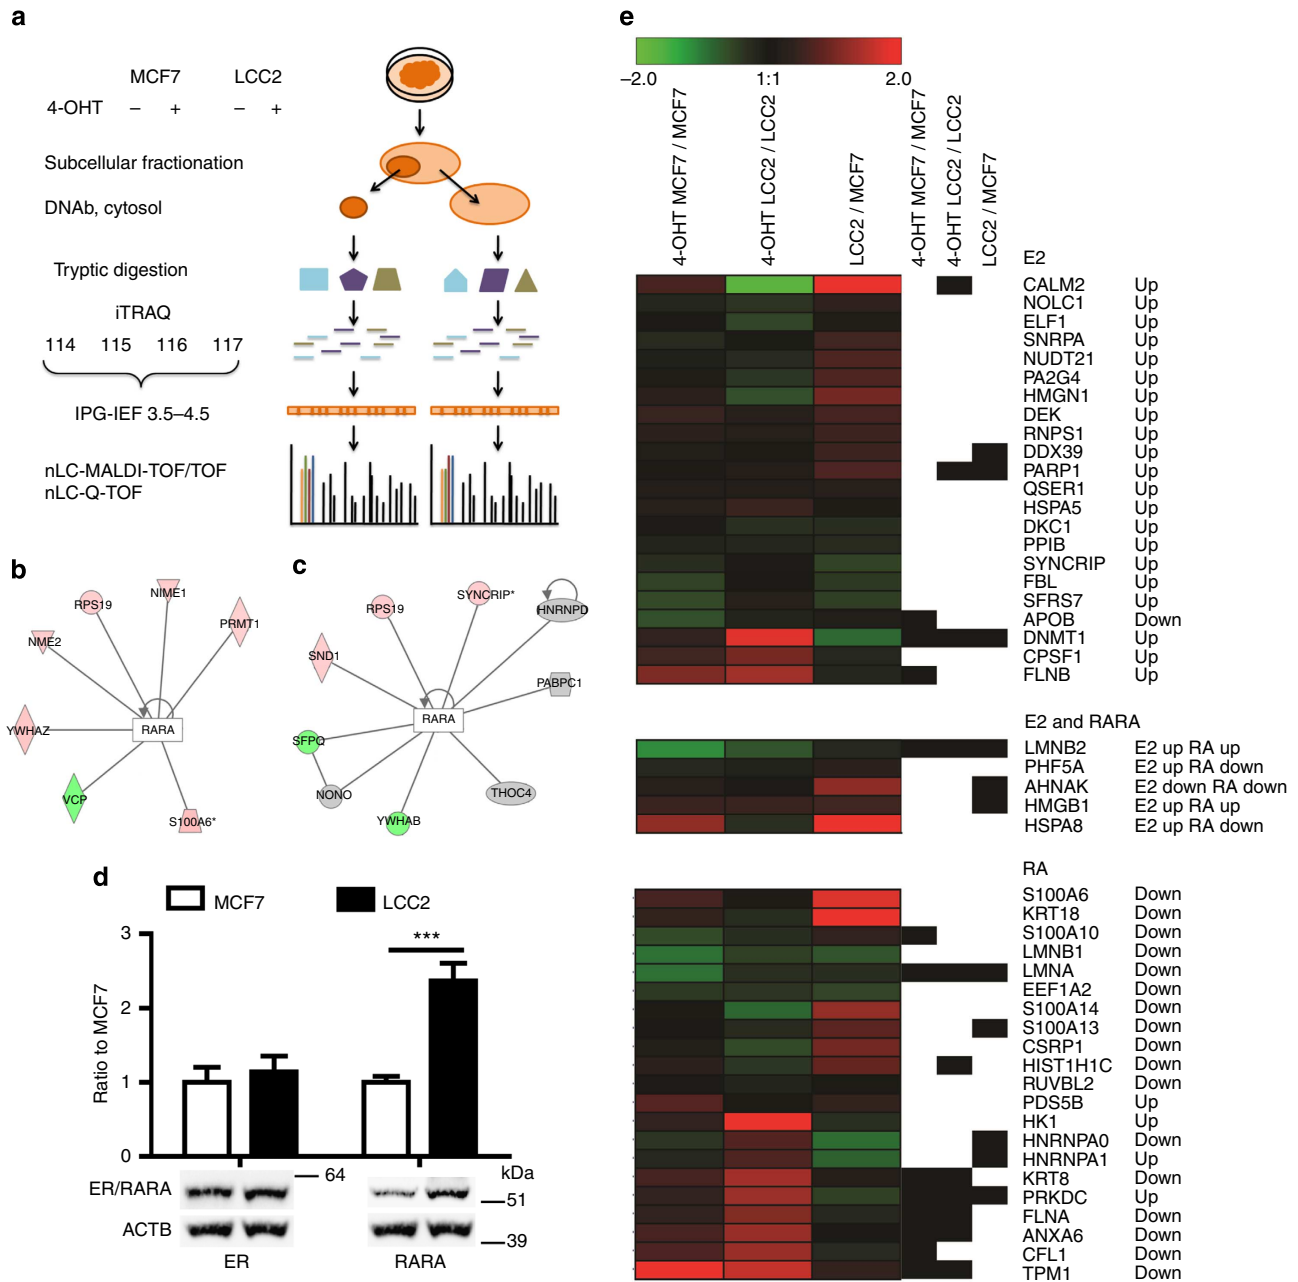 a
MCF7 LCC2
4-OHT – + – +
Subcellular fractionation
DNAb, cytosol
Tryptic digestion
iTRAQ
114 115 116 117
IPG-IEF 3.5–4.5
nLC-MALDI-TOF/TOF
nLC-Q-TOF
b
RPS19
NIME1
PRMT1
NME2
YWHAZ
RARA
VCP
S100A6*
c
RPS19
SYNCRIP*
HNRNPD
SND1
PABPC1
RARA
SFPQ
NONO
THOC4
YWHAB
d
MCF7 LCC2
Ratio to MCF7
3
2
1
0
***
ER/RARA
ACTB
64
kDa
51
39
ER RARA
e
–2.0 1:1 2.0
4-OHT MCF7 / MCF7
4-OHT LCC2 / LCC2
LCC2 / MCF7
4-OHT MCF7 / MCF7
4-OHT LCC2 / LCC2
LCC2 / MCF7
E2
CALM2 Up
NOLC1 Up
ELF1 Up
SNRPA Up
NUDT21 Up
PA2G4 Up
HMGN1 Up
DEK Up
RNPS1 Up
DDX39 Up
PARP1 Up
QSER1 Up
HSPA5 Up
DKC1 Up
PPIB Up
SYNCRIP Up
FBL Up
SFRS7 Up
APOB Down
DNMT1 Up
CPSF1 Up
FLNB Up
E2 and RARA
LMNB2 E2 up RA up
PHF5A E2 up RA down
AHNAK E2 down RA down
HMGB1 E2 up RA up
HSPA8 E2 up RA down
RA
S100A6 Down
KRT18 Down
S100A10 Down
LMNB1 Down
LMNA Down
EEF1A2 Down
S100A14 Down
S100A13 Down
CSRP1 Down
HIST1H1C Down
RUVBL2 Down
PDS5B Up
HK1 Up
HNRNPA0 Down
HNRNPA1 Up
KRT8 Down
PRKDC Up
FLNA Down
ANXA6 Down
CFL1 Down
TPM1 Down